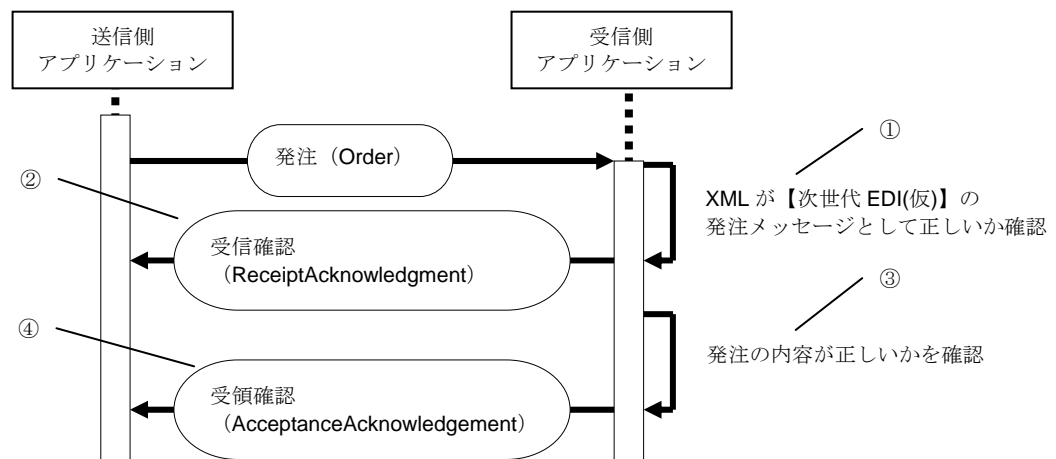 送信側
アプリケーション
受信側
アプリケーション
発注（Order）
①
XML が【次世代 EDI(仮)】の
発注メッセージとして正しいか確認
②
受信確認
（ReceiptAcknowledgment）
③
発注の内容が正しいかを確認
④
受領確認
（AcceptanceAcknowledgement）